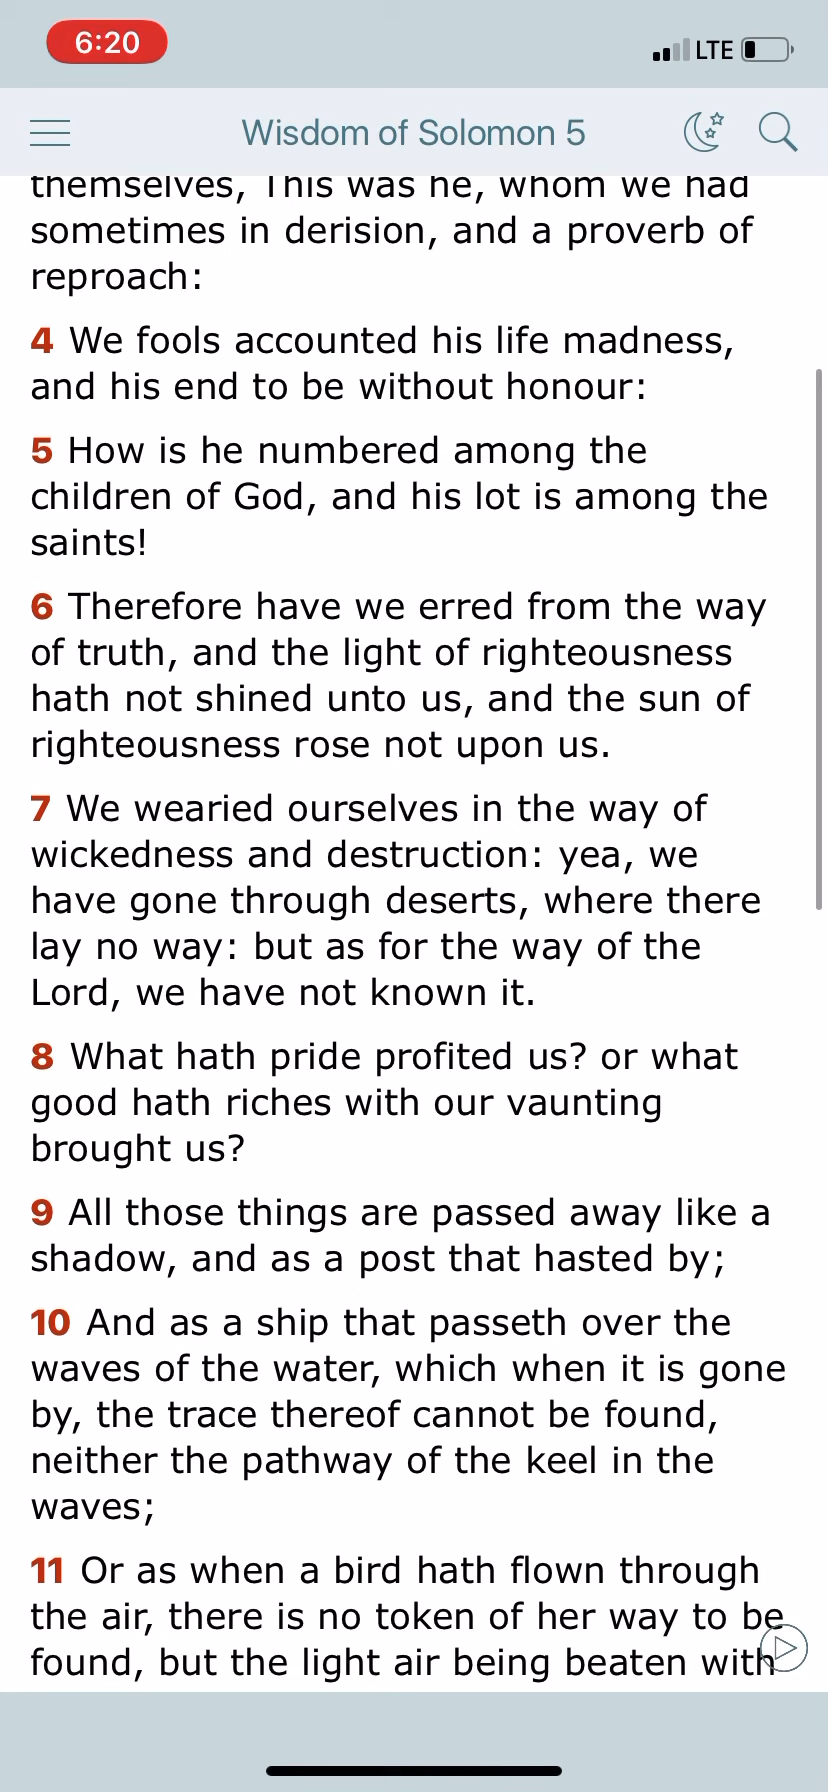 6:20
LTE
Wisdom of Solomon 5
themselves, This was he, whom we had
sometimes in derision, and a proverb of
reproach:
4 We fools accounted his life madness,
and his end to be without honour:
5 How is he numbered among the
children of God, and his lot is among the
saints!
6 Therefore have we erred from the way
of truth, and the light of righteousness
hath not shined unto us, and the sun of
righteousness rose not upon us.
7 We wearied ourselves in the way of
wickedness and destruction: yea, we
have gone through deserts, where there
lay no way: but as for the way of the
Lord, we have not known it.
8 What hath pride profited us? or what
good hath riches with our vaunting
brought us?
9 All those things are passed away like a
shadow, and as a post that hasted by;
10 And as a ship that passeth over the
waves of the water, which when it is gone
by, the trace thereof cannot be found,
neither the pathway of the keel in the
waves;
11 Or as when a bird hath flown through
the air, there is no token of her way to be
found, but the light air being beaten with